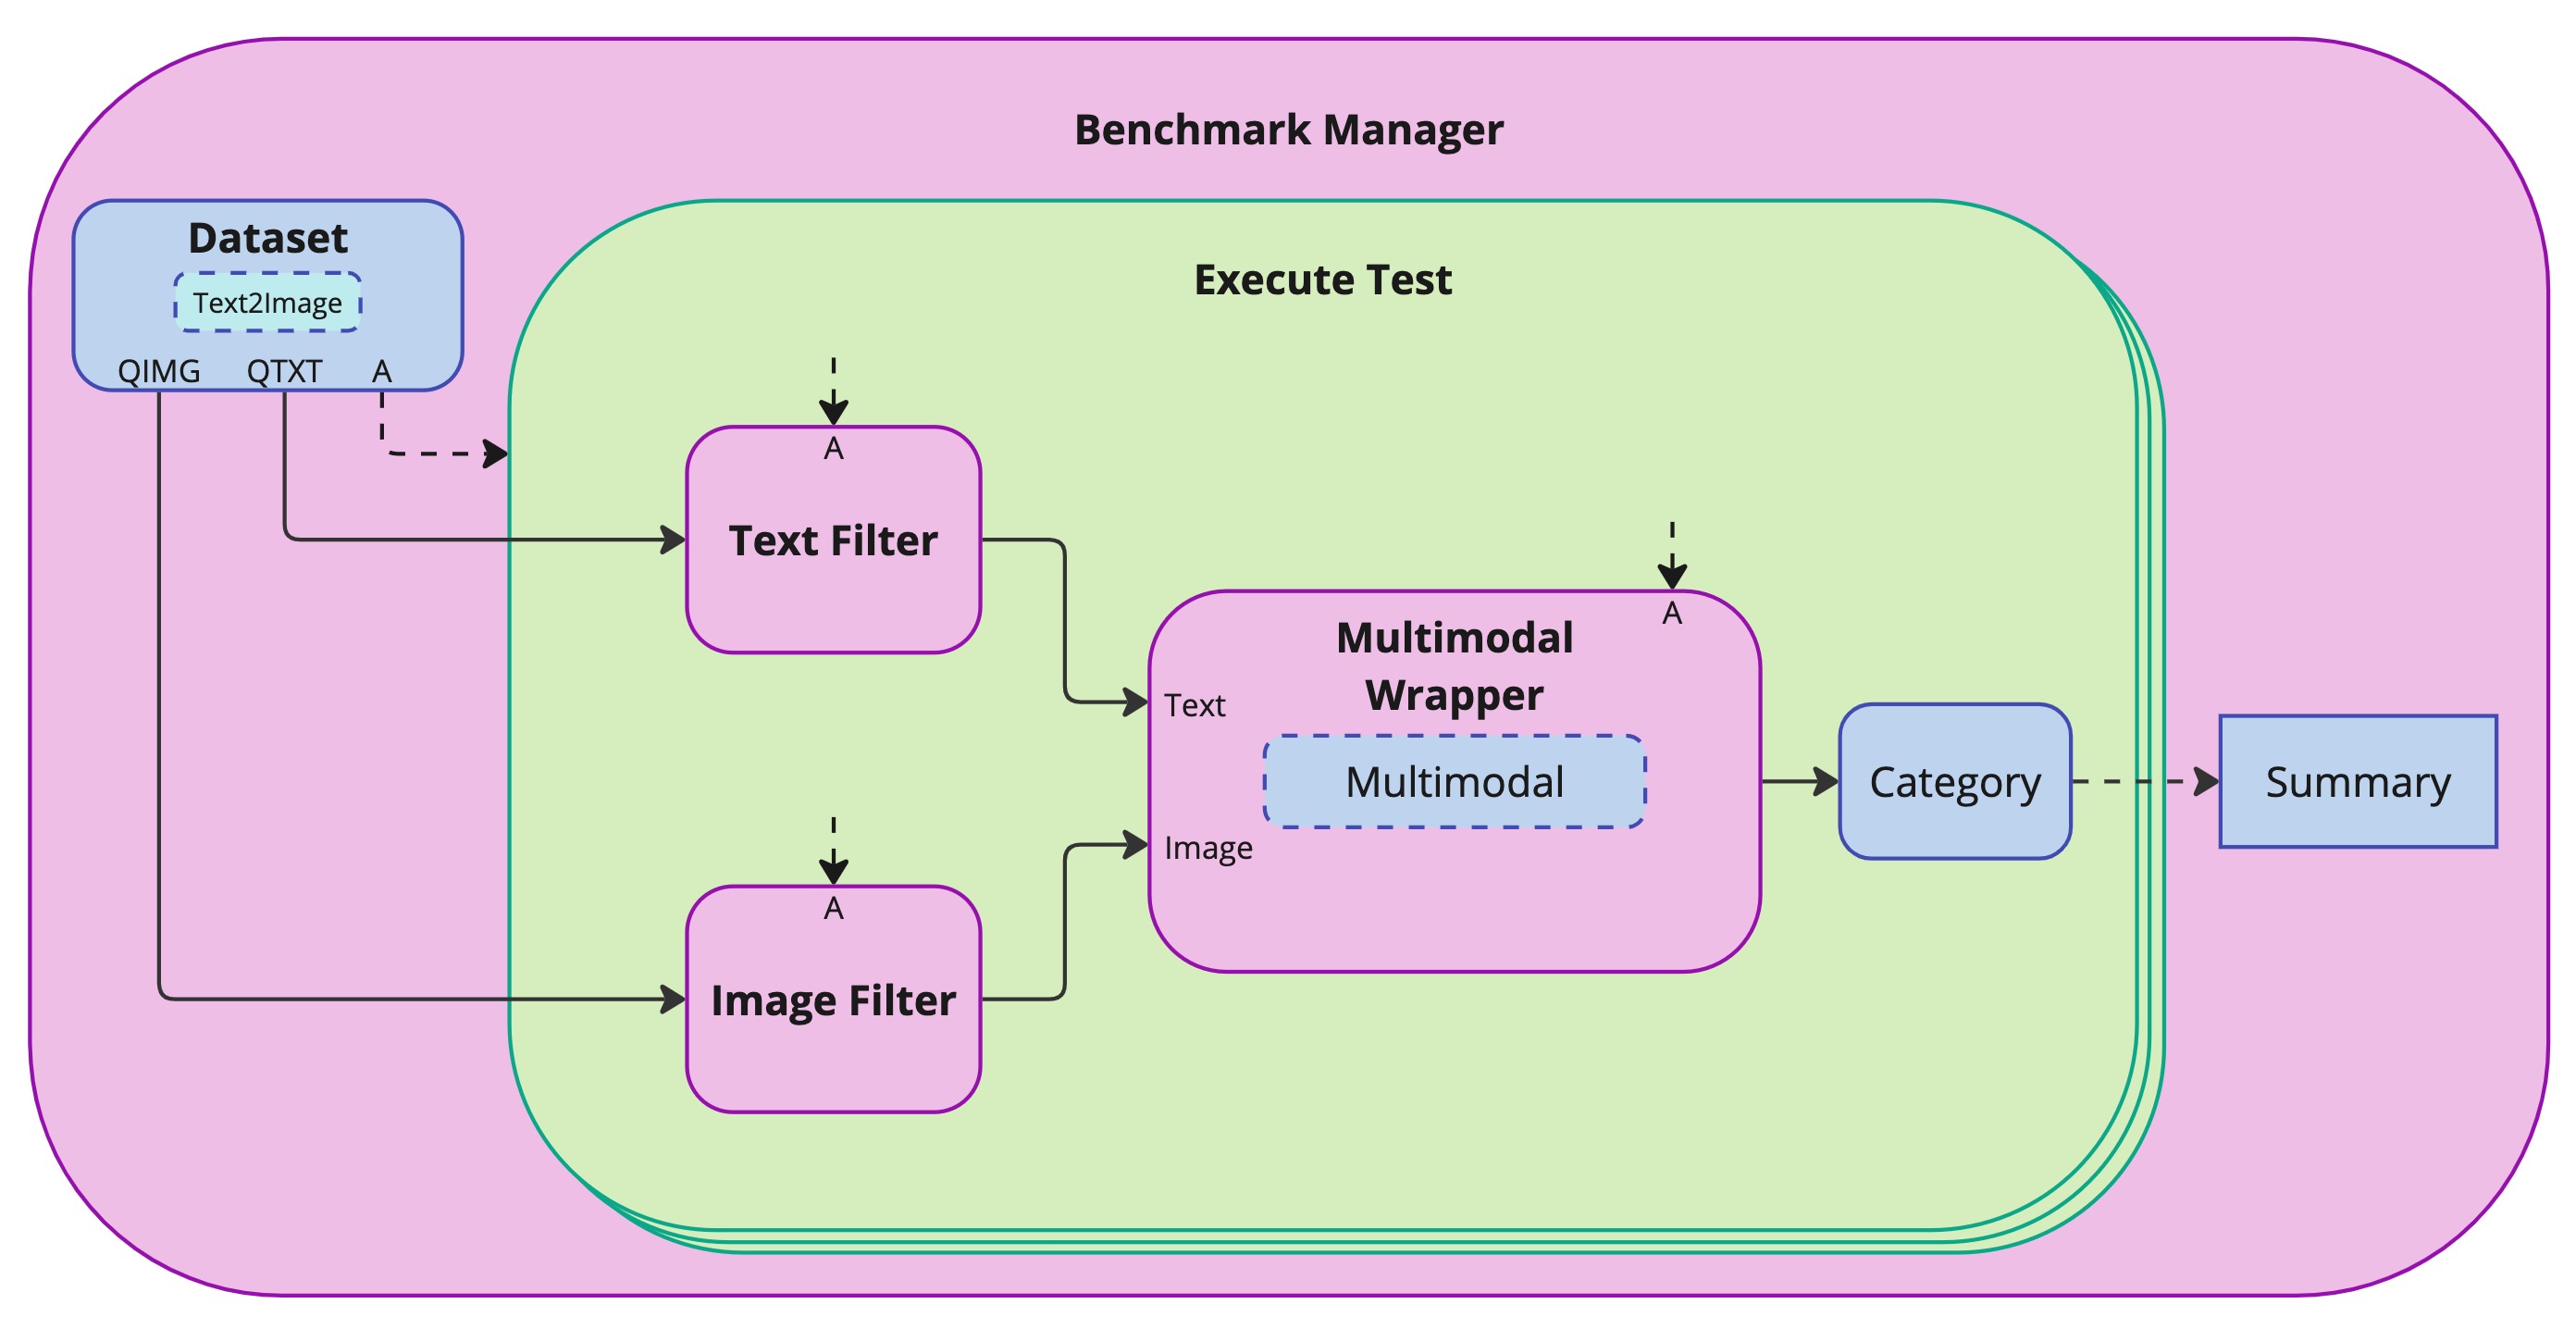 Benchmark Manager
Dataset
Text2Image
QIMG QTXT A
Execute Test
A
Text Filter
A
Multimodal
Wrapper
Text
Multimodal
Image
Category
Summary
A
Image Filter